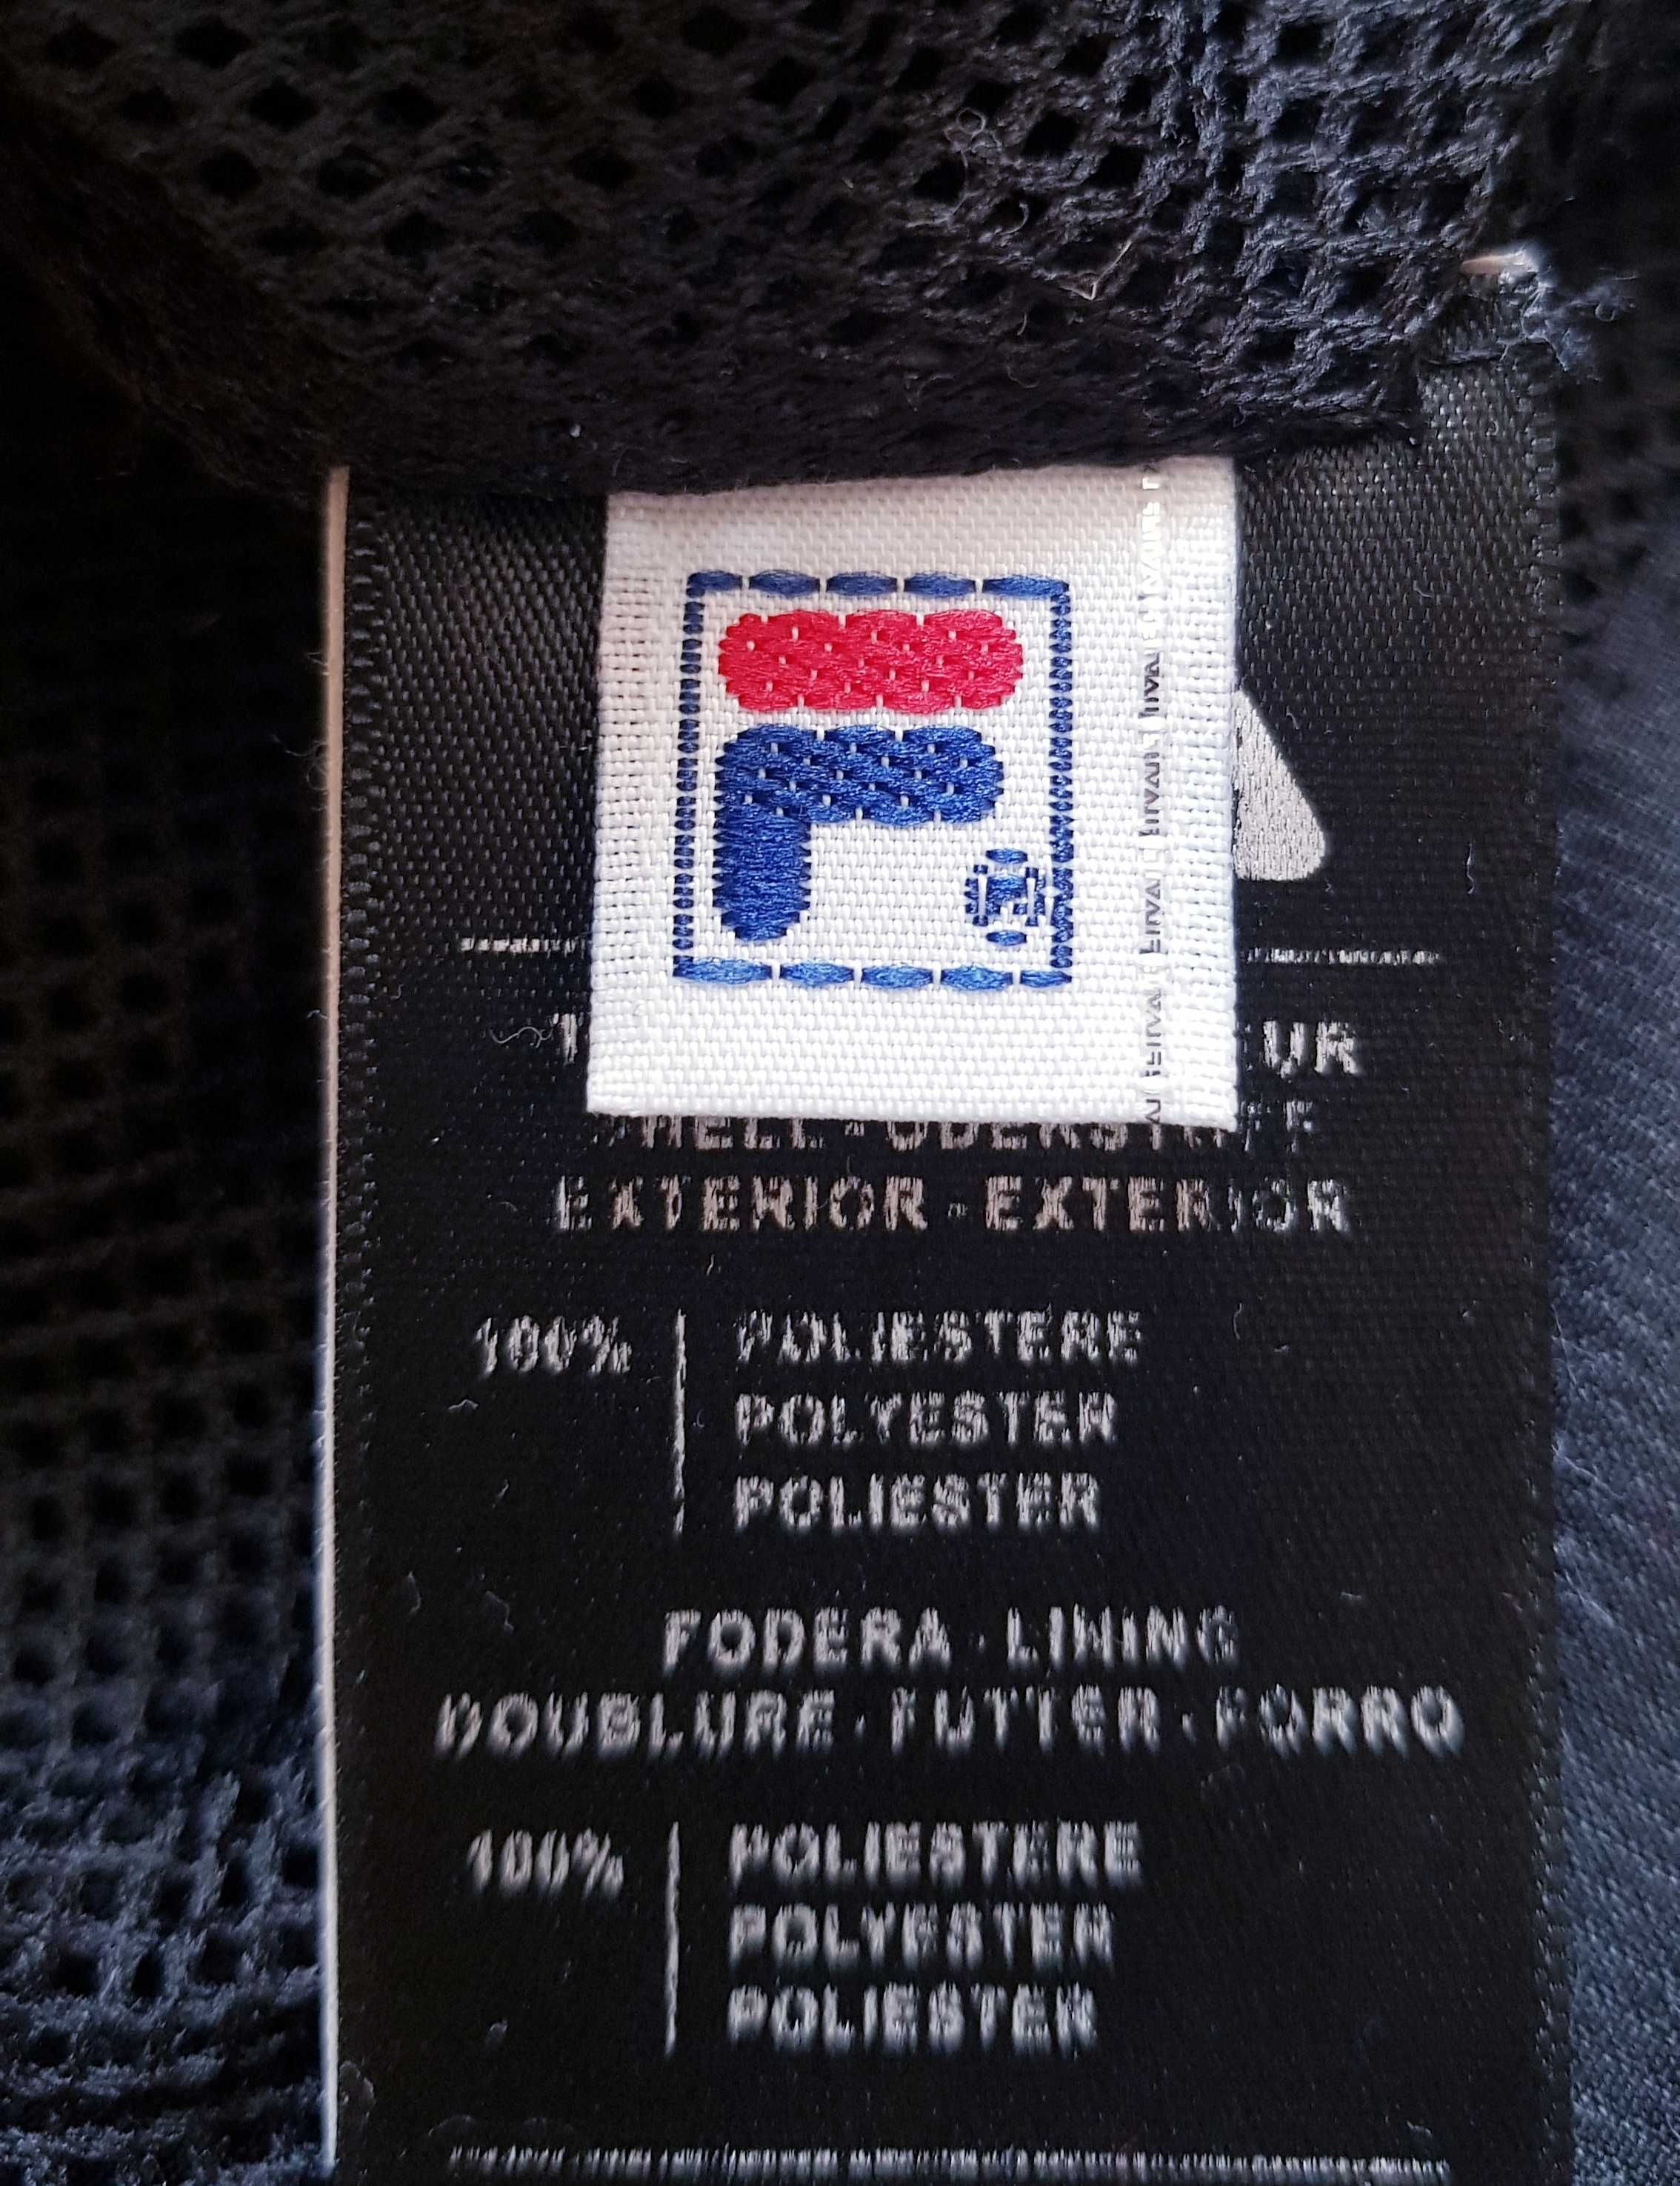 F
EXTERIOR · EXTERIOR
100% POLIESTERE
POLYESTER
POLIESTER
FODERA · LINING
DOUBLURE · FUTTER · FORRO
100% POLIESTERE
POLYESTER
POLIESTER